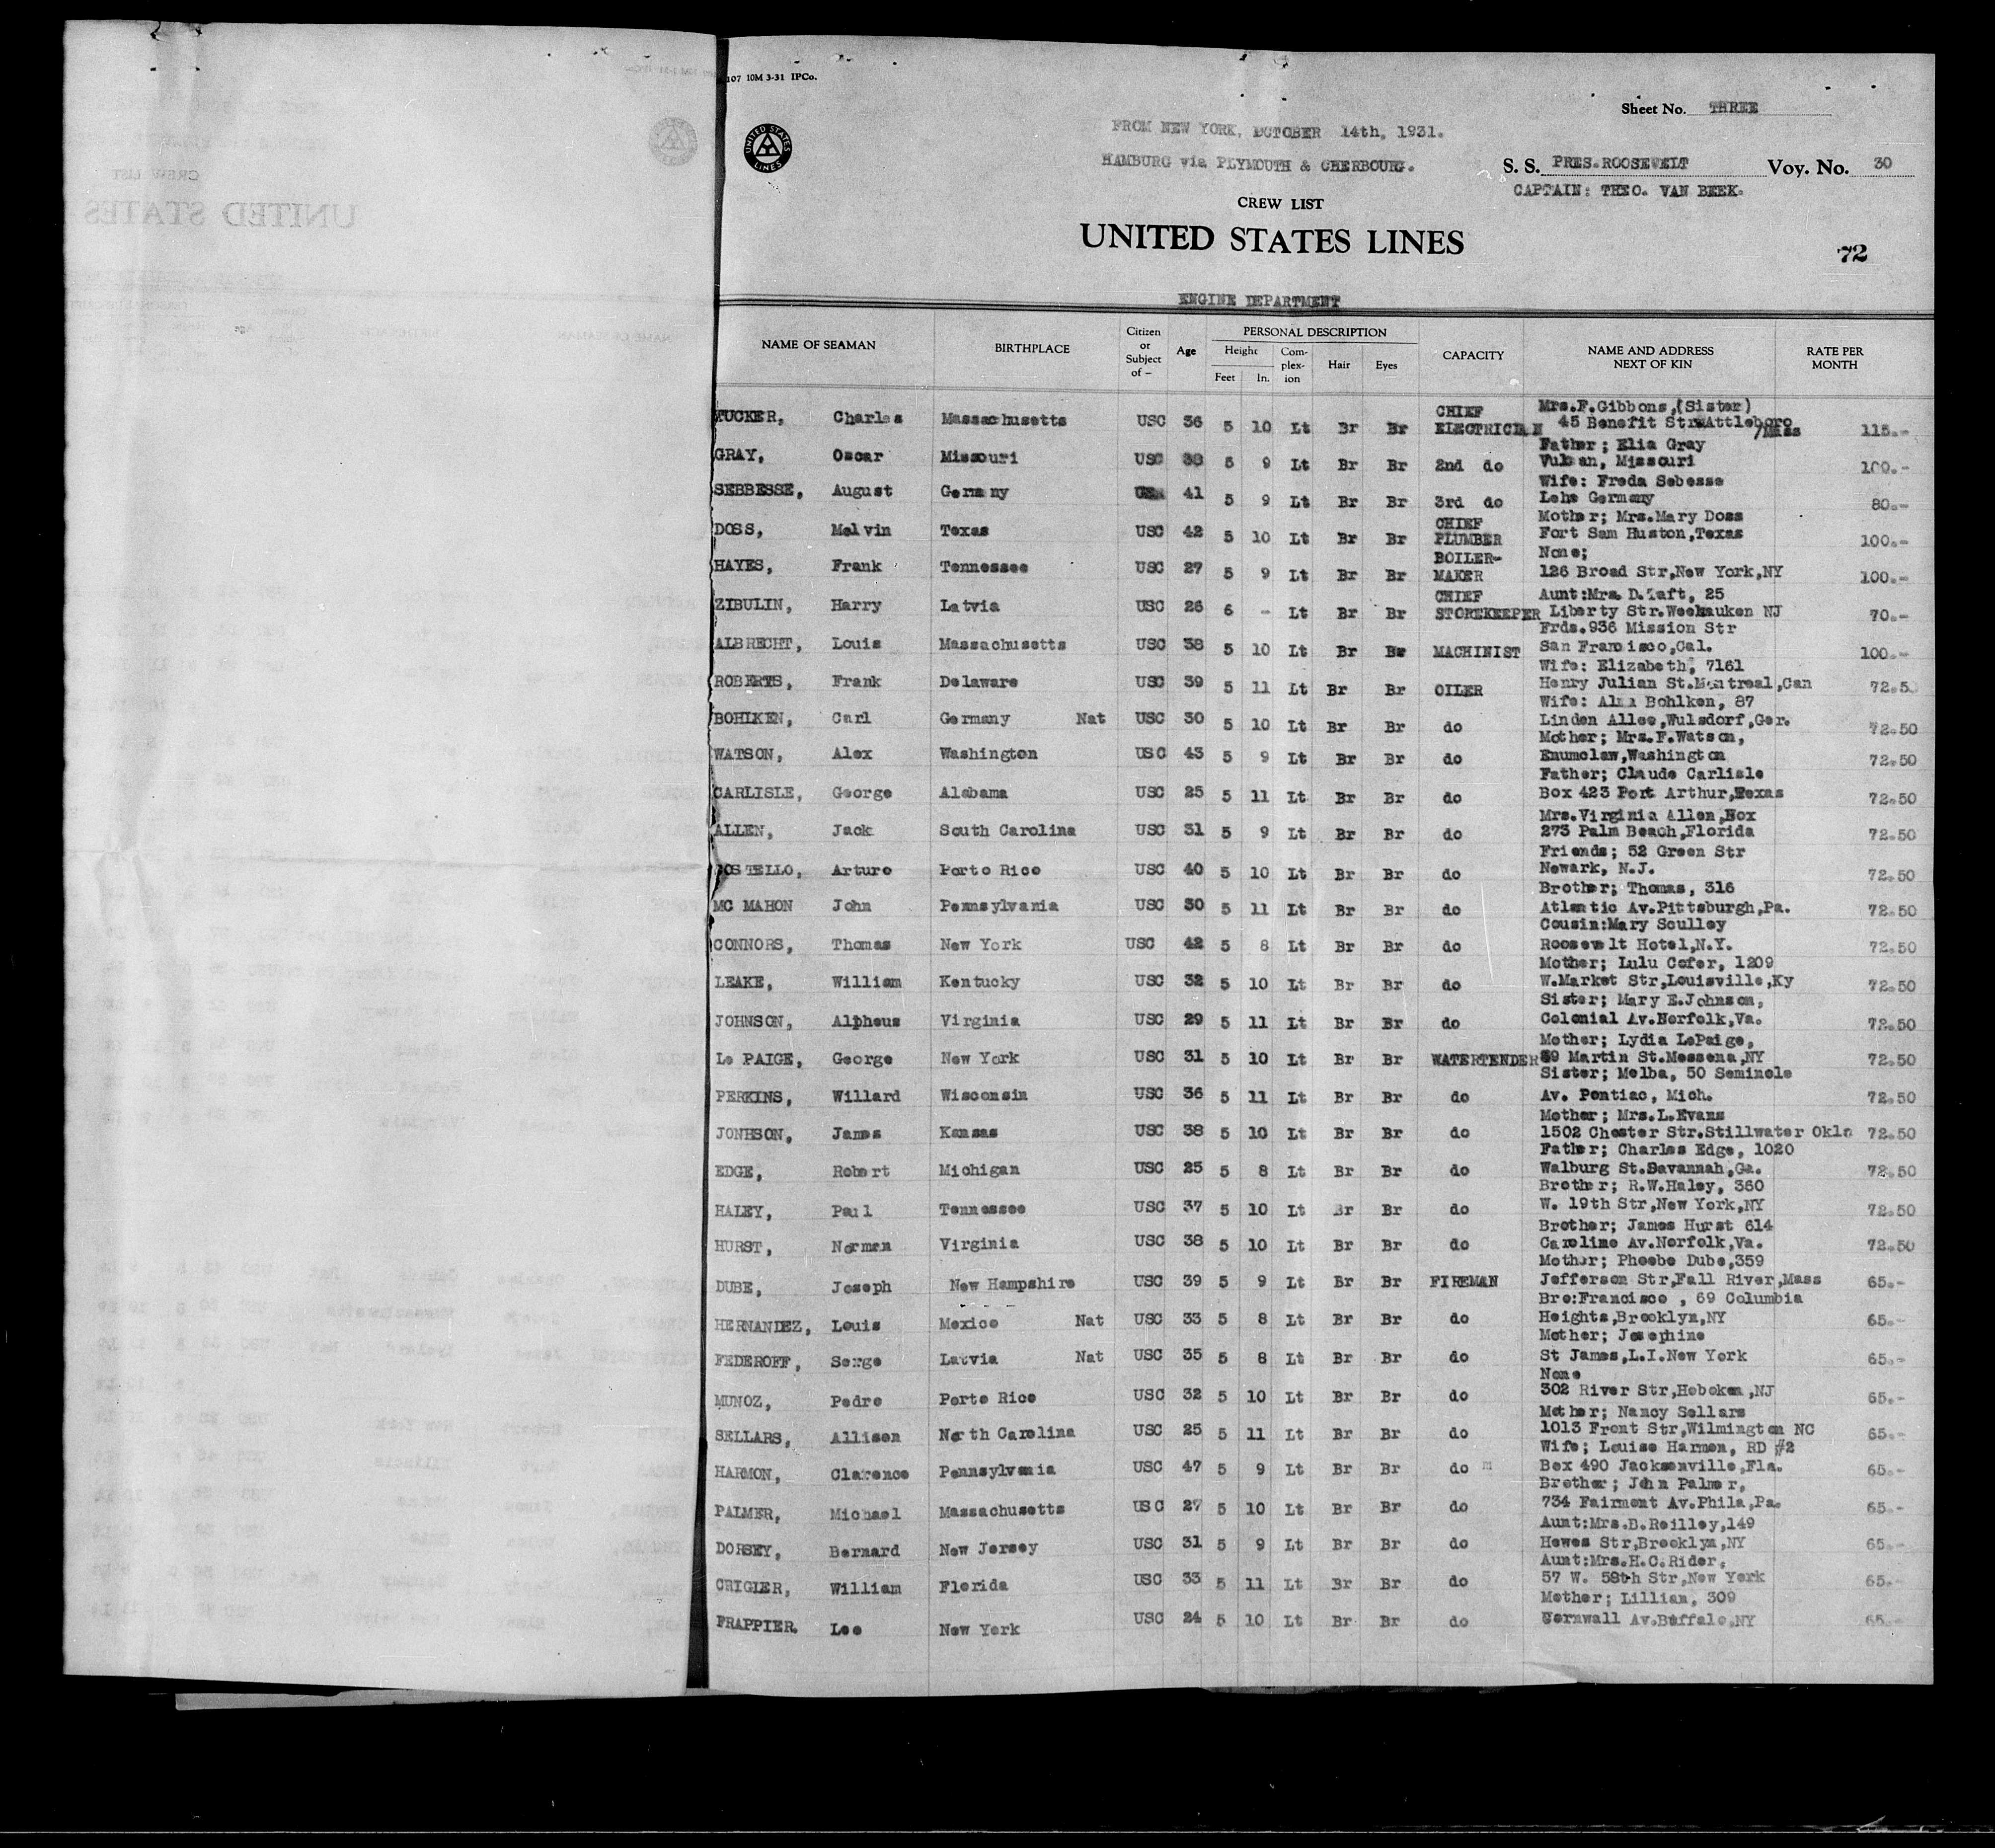 107 10M 3-31 IPCo.
Sheet No. THREE
FROM NEW YORK, OCTOBER 14th, 1931.
HAMBURG via PLYMOUTH & CHERBOURG.
S. S. PRES. ROOSEVELT Voy. No. 30
CAPTAIN: THEO. VAN BEEK.
UNITED STATES LINES
CREW LIST
UNITED STATES LINES
72
ENGINE DEPARTMENT
NAME OF SEAMAN BIRTHPLACE Citizen or Subject of — Age PERSONAL DESCRIPTION Height Feet In. Complexion Hair Eyes CAPACITY NAME AND ADDRESS NEXT OF KIN RATE PER MONTH
Mrs.F.Gibbons,(Sister)
TUCKER, Charles Massachusetts USC 36 5 10 Lt Br Br CHIEF ELECTRICIAN 45 Benefit Str Attleboro /Mass 115.-
Father; Elia Gray
GRAY, Oscar Missouri USC 38 5 9 Lt Br Br 2nd do Vulcan, Missouri 100.-
Wife: Freda Sebesse
SEBBESSE, August Germany 41 5 9 Lt Br Br 3rd do Lehe Germany 80.-
Mother; Mrs.Mary Doss
DOSS, Melvin Texas USC 42 5 10 Lt Br Br CHIEF PLUMBER Fort Sam Huston,Texas 100.-
None;
HAYES, Frank Tennessee USC 27 5 9 Lt Br Br BOILER-MAKER 126 Broad Str,New York,NY 100.-
Aunt:Mrs. D.Taft, 25
ZIBULIN, Harry Latvia USC 26 6 - Lt Br Br CHIEF STOREKEEPER Liberty Str.Weehauken NJ 70.-
Frds.936 Mission Str
ALBRECHT, Louis Massachusetts USC 38 5 10 Lt Br Br MACHINIST San Francisco,Cal. 100.-
Wife: Elizabeth, 7161
ROBERTS, Frank Delaware USC 39 5 11 Lt Br Br OILER Henry Julian St.Montreal,Can 72.50
Wife: Alma Bohlken, 87
BOHLKEN, Carl Germany Nat USC 30 5 10 Lt Br Br do Linden Allee,Wulsdorf,Ger. 72.50
Mother; Mrs.F.Watson,
WATSON, Alex Washington USC 43 5 9 Lt Br Br do Enumclaw,Washington 72.50
Father; Claude Carlisle
CARLISLE, George Alabama USC 25 5 11 Lt Br Br do Box 423 Port Arthur,Texas 72.50
Mrs.Virginia Allen,Box
ALLEN, Jack South Carolina USC 31 5 9 Lt Br Br do 273 Palm Beach,Florida 72.50
Friends; 52 Green Str
COSTELLO, Arturo Porto Rico USC 40 5 10 Lt Br Br do Newark, N.J. 72.50
Brother; Thomas, 316
MC MAHON John Pennsylvania USC 30 5 11 Lt Br Br do Atlantic Av.Pittsburgh,Pa. 72.50
Cousin:Mary Sculley
CONNORS, Thomas New York USC 42 5 8 Lt Br Br do Roosevelt Hotel,N.Y. 72.50
Mother; Lulu Cofer, 1209
LEAKE, William Kentucky USC 32 5 10 Lt Br Br do W.Market Str,Louisville,Ky 72.50
Sister; Mary E.Johnson,
JOHNSON, Alpheus Virginia USC 29 5 11 Lt Br Br do Colonial Av.Norfolk,Va. 72.50
Mother; Lydia LePaige,
Le PAIGE, George New York USC 31 5 10 Lt Br Br WATERTENDER 89 Martin St.Messena,NY 72.50
Sister; Melba, 50 Seminole
PERKINS, Willard Wisconsin USC 36 5 11 Lt Br Br do Av. Pontiac, Mich. 72.50
Mother; Mrs.L.Evans
JONHSON, James Kansas USC 38 5 10 Lt Br Br do 1502 Chester Str.Stillwater Okla 72.50
Father; Charles Edge, 1020
EDGE, Robert Michigan USC 25 5 8 Lt Br Br do Walburg St.Savannah,Ga. 72.50
Brother; R.W.Haley, 360
HALEY, Paul Tennessee USC 37 5 10 Lt Br Br do W. 19th Str,New York,NY 72.50
Brother; James Hurst 614
HURST, Norman Virginia USC 38 5 10 Lt Br Br do Caroline Av.Norfolk,Va. 72.50
Mother; Phoebe Dube,359
DUBE, Joseph New Hampshire USC 39 5 9 Lt Br Br FIREMAN Jefferson Str,Fall River,Mass 65.-
Bro:Francisco , 69 Columbia
HERNANDEZ, Louis Mexico Nat USC 33 5 8 Lt Br Br do Heights,Brooklyn,NY 65.-
Mother; Josephine
FEDEROFF, Serge Latvia Nat USC 35 5 8 Lt Br Br do St James,L.I.New York 65.-
None
MUNOZ, Pedro Porto Rico USC 32 5 10 Lt Br Br do 302 River Str,Hoboken,NJ 65.-
Mother; Nancy Sellars
SELLARS, Allison North Carolina USC 25 5 11 Lt Br Br do 1013 Front Str,Wilmington NC 65.-
Wife; Louise Harmon, RD #2
HARMON, Clarence Pennsylvania USC 47 5 9 Lt Br Br do Box 490 Jacksonville,Fla. 65.-
Brother; John Palmer,
PALMER, Michael Massachusetts USC 27 5 10 Lt Br Br do 734 Fairmont Av.Phila,Pa. 65.-
Aunt:Mrs.B.Reilley,149
DORSEY, Bernard New Jersey USC 31 5 9 Lt Br Br do Hewes Str,Brooklyn,NY 65.-
Aunt:Mrs.H.C.Rider,
CRIGLER, William Florida USC 33 5 11 Lt Br Br do 57 W. 58th Str,New York 65.-
Mother; Lillian, 309
FRAPPIER. Leo New York USC 24 5 10 Lt Br Br do Cornwall Av.Buffalo,NY 65.-